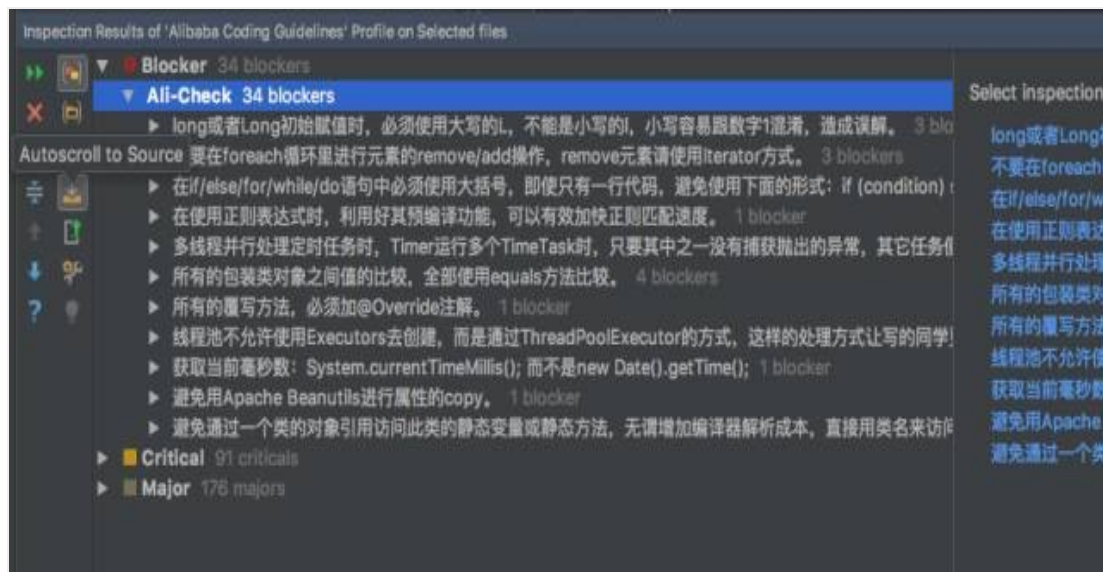 Inspection Results of 'Alibaba Coding Guidelines' Profile on Selected files
Blocker 34 blockers
Ali-Check 34 blockers
long或者Long初始赋值时，必须使用大写的L，不能是小写的l，小写容易跟数字1混淆，造成误解。 3 blo
Autoscroll to Source 要在foreach循环里进行元素的remove/add操作，remove元素请使用Iterator方式。 3 blockers
在if/else/for/while/do语句中必须使用大括号，即使只有一行代码，避免使用下面的形式：if (condition)
在使用正则表达式时，利用好其预编译功能，可以有效加快正则匹配速度。 1 blocker
多线程并行处理定时任务时，Timer运行多个TimeTask时，只要其中之一没有捕获抛出的异常，其它任务
所有的包装类对象之间值的比较，全部使用equals方法比较。 4 blockers
所有的覆写方法，必须加@Override注解。 1 blocker
线程池不允许使用Executors去创建，而是通过ThreadPoolExecutor的方式，这样的处理方式让写的同学
获取当前毫秒数：System.currentTimeMillis(); 而不是new Date().getTime(); 1 blocker
避免用Apache Beanutils进行属性的copy。 1 blocker
避免通过一个类的对象引用访问此类的静态变量或静态方法，无谓增加编译器解析成本，直接用类名来访问
Critical 91 criticals
Major 176 majors
Select inspection
long或者Long
不要在foreach
在if/else/for/w
在使用正则表达
多线程并行处理
所有的包装类对
所有的覆写方法
线程池不允许使
获取当前毫秒数
避免用Apache
避免通过一个类